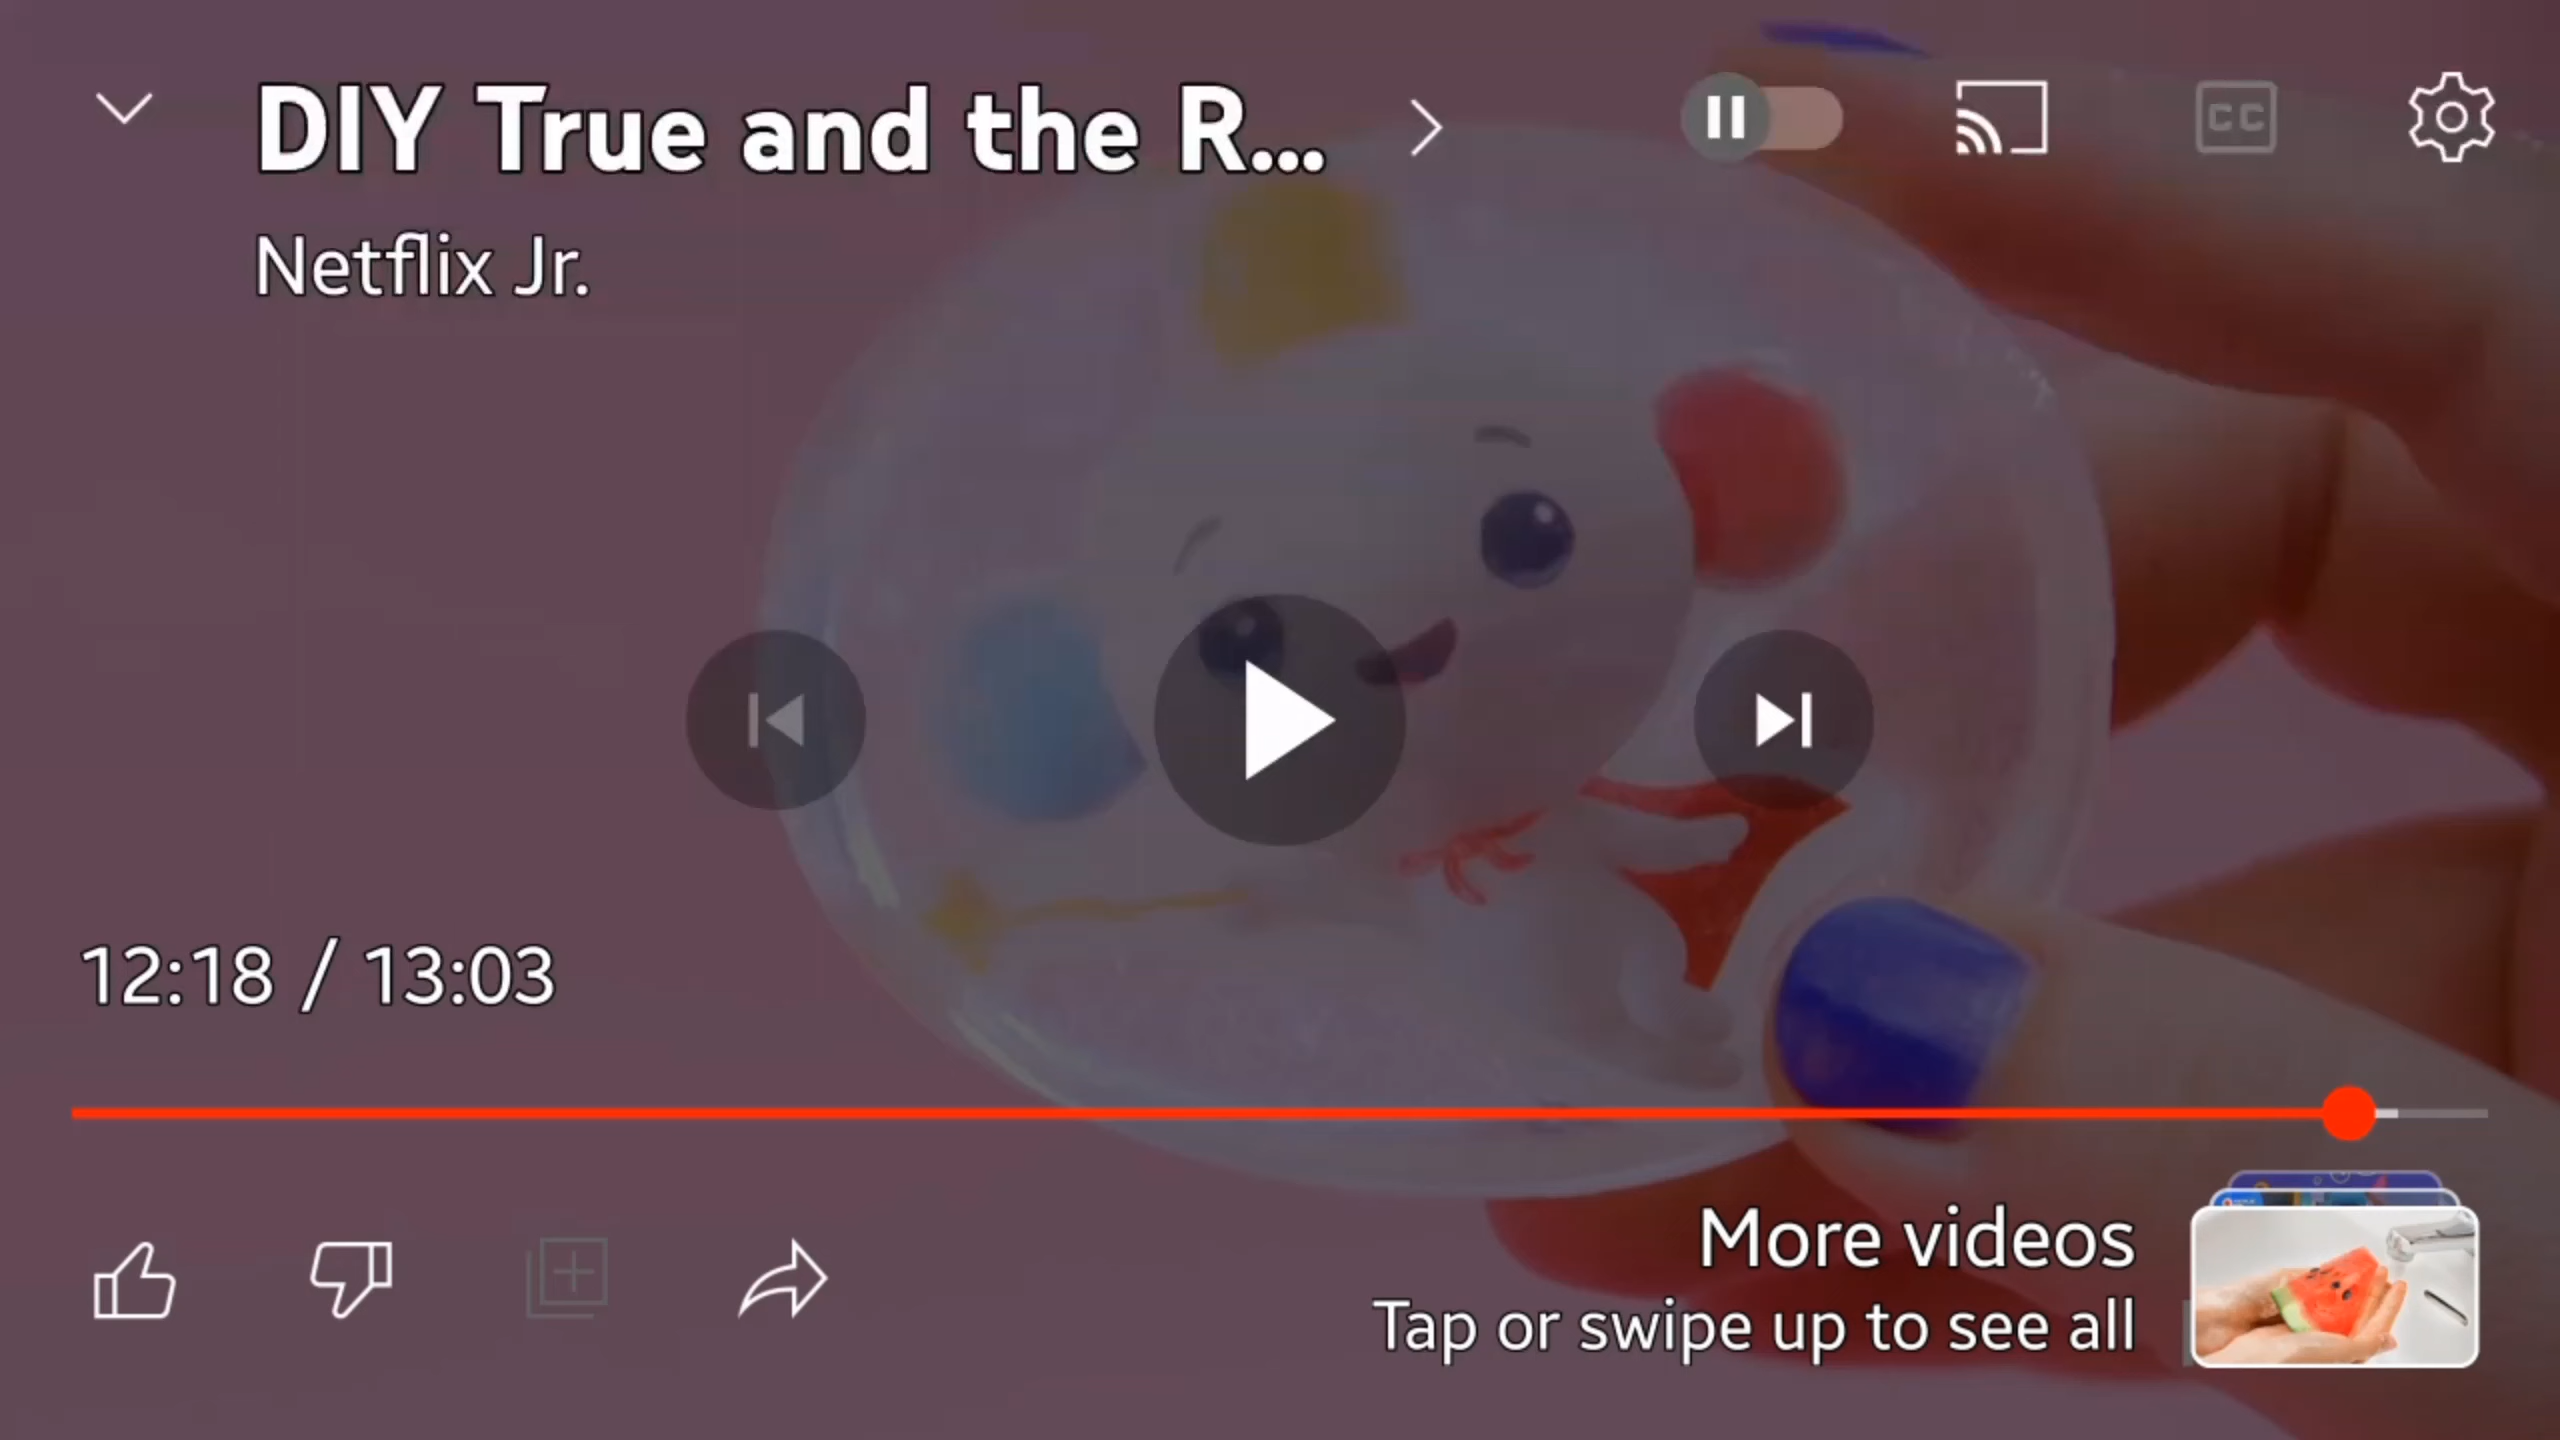 DIY True and the R...
Netflix Jr.
CC
12:18 / 13:03
More videos
Tap or swipe up to see all